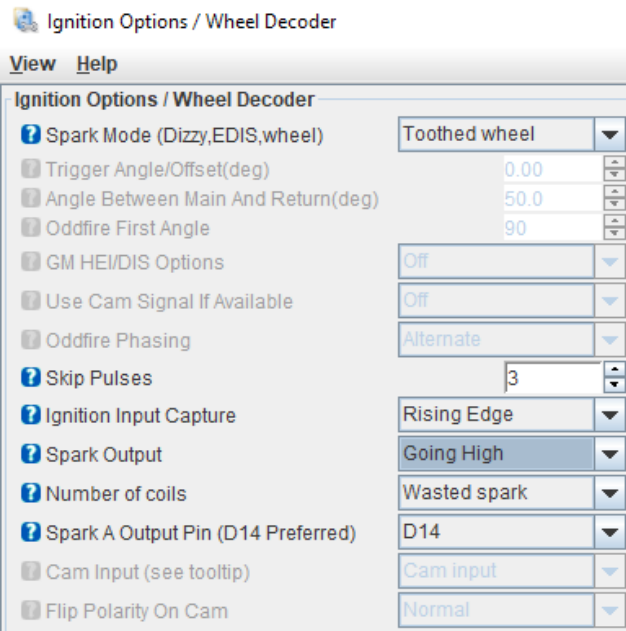 Ignition Options / Wheel Decoder
View Help
Ignition Options / Wheel Decoder
Spark Mode (Dizzy,EDIS,wheel) Toothed wheel
Trigger Angle/Offset(deg) 0.00
Angle Between Main And Return(deg) 50.0
Oddfire First Angle 90
GM HEI/DIS Options Off
Use Cam Signal If Available Off
Oddfire Phasing Alternate
Skip Pulses 3
Ignition Input Capture Rising Edge
Spark Output Going High
Number of coils Wasted spark
Spark A Output Pin (D14 Preferred) D14
Cam Input (see tooltip) Cam input
Flip Polarity On Cam Normal